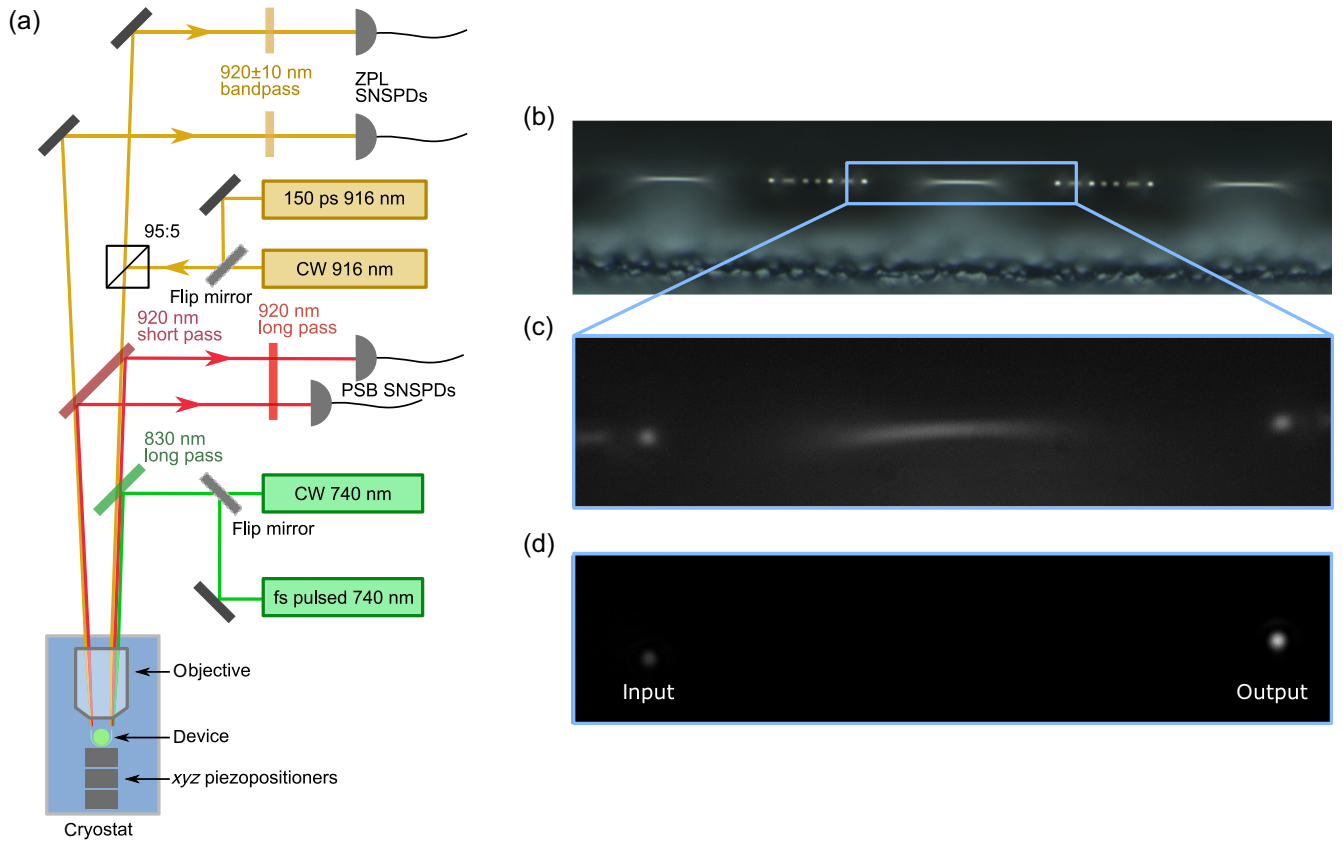 (a)
920±10 nm
bandpass
ZPL
SNSPDs
150 ps 916 nm
95:5
CW 916 nm
Flip mirror
920 nm
short pass
920 nm
long pass
PSB SNSPDs
830 nm
long pass
CW 740 nm
Flip mirror
fs pulsed 740 nm
Objective
Device
xyz piezopositioners
Cryostat
(b)
(c)
(d)
Input
Output